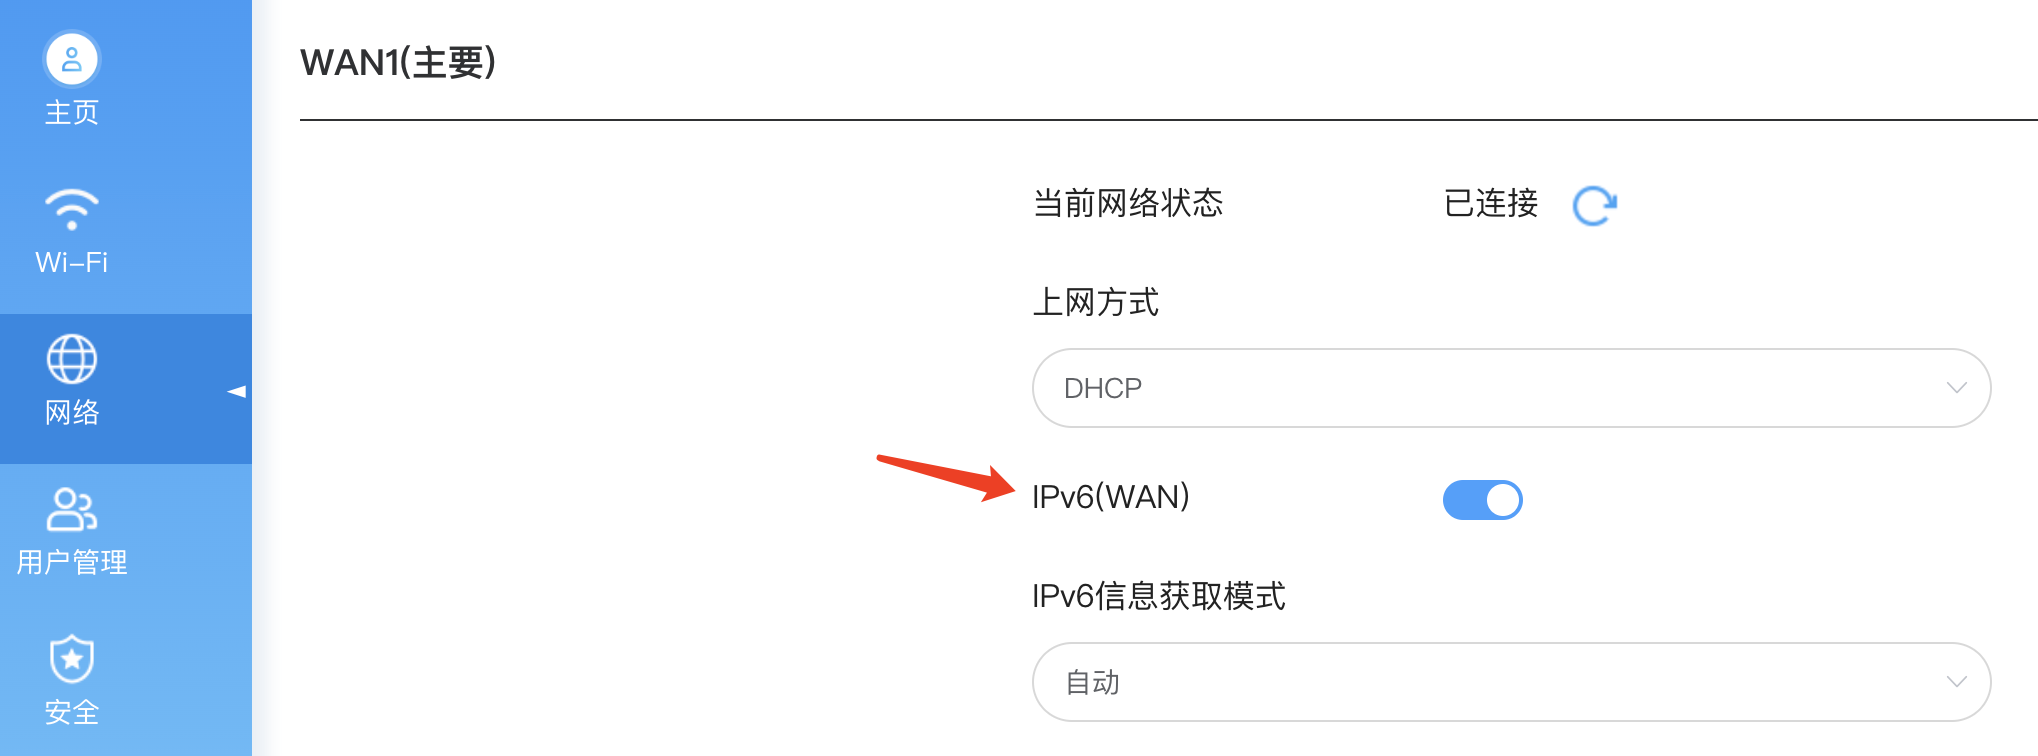 主页
Wi-Fi
网络
用户管理
安全
WAN1(主要)
当前网络状态 已连接
上网方式
DHCP
IPv6(WAN)
IPv6信息获取模式
自动